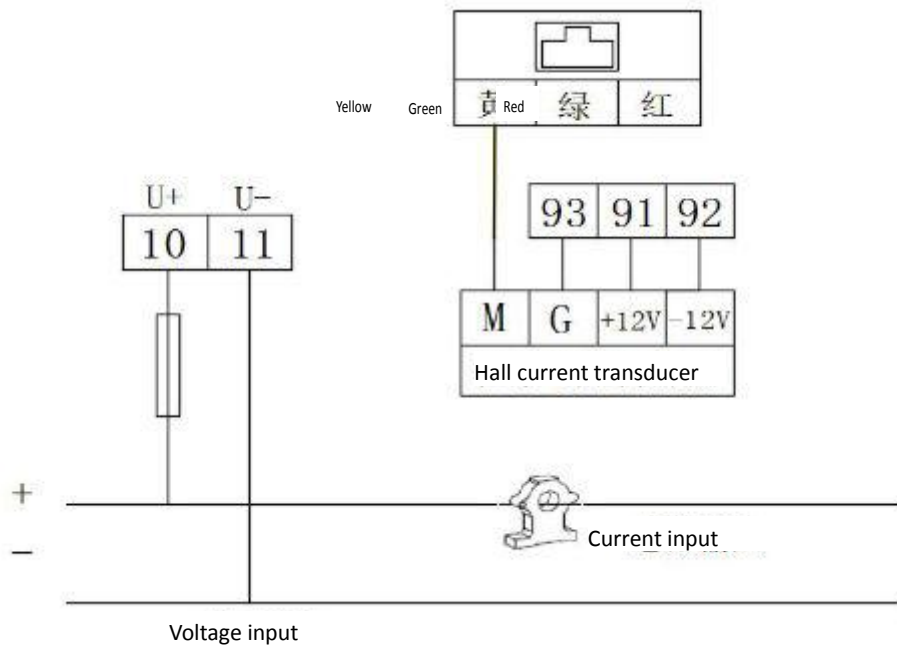 Yellow Green Red 绿 红
U+ U-
10 11
93 91 92
M G +12V -12V
Hall current transducer
+
Current input
−
Voltage input